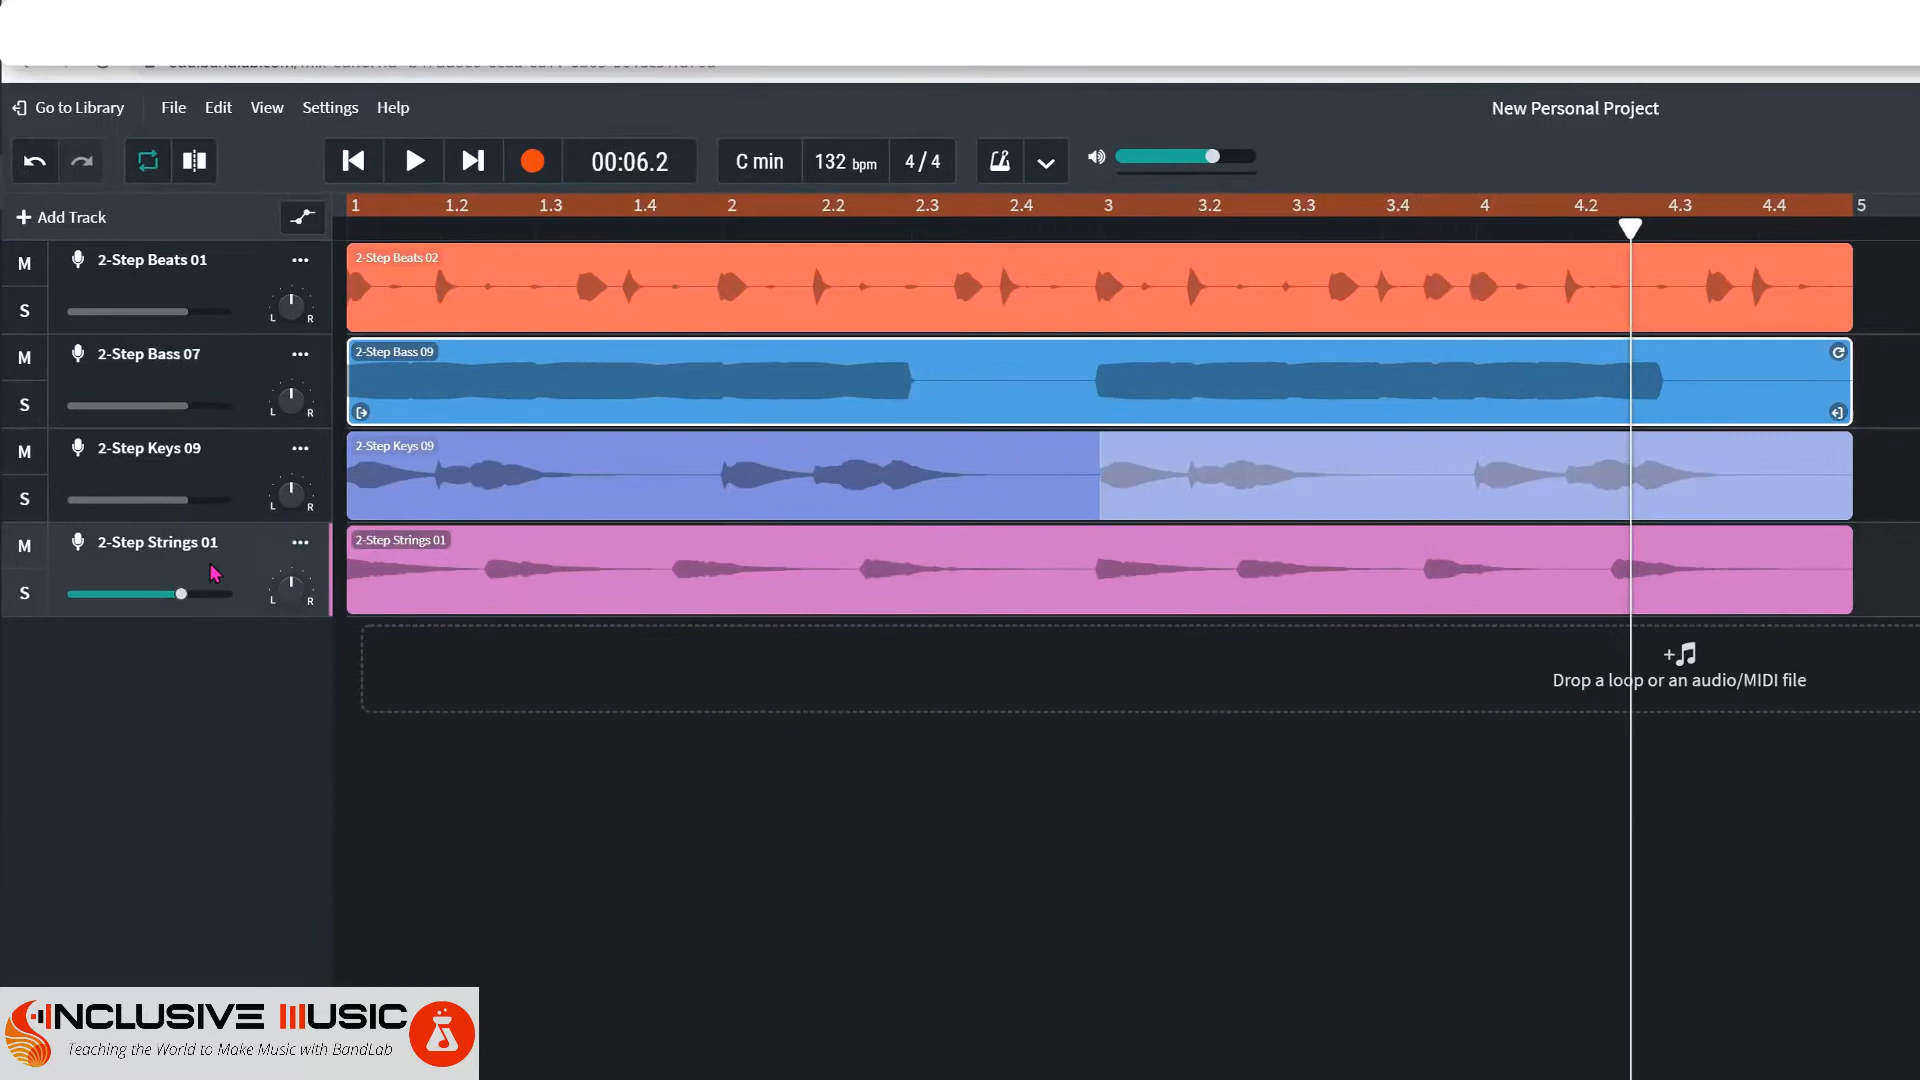 Go to Library File Edit View Settings Help New Personal Project
00:06.2 C min 132 bpm 4/4
Add Track 1 1.2 1.3 1.4 2 2.2 2.3 2.4 3 3.2 3.3 3.4 4 4.2 4.3 4.4 5
M 2-Step Beats 01 ••• 2-Step Beats 02
S L R
M 2-Step Bass 07 ••• 2-Step Bass 09
S L R
M 2-Step Keys 09 ••• 2-Step Keys 09
S L R
M 2-Step Strings 01 ••• 2-Step Strings 01
S L R
Drop a loop or an audio/MIDI file
INCLUSIVE MUSIC
Teaching the World to Make Music with BandLab